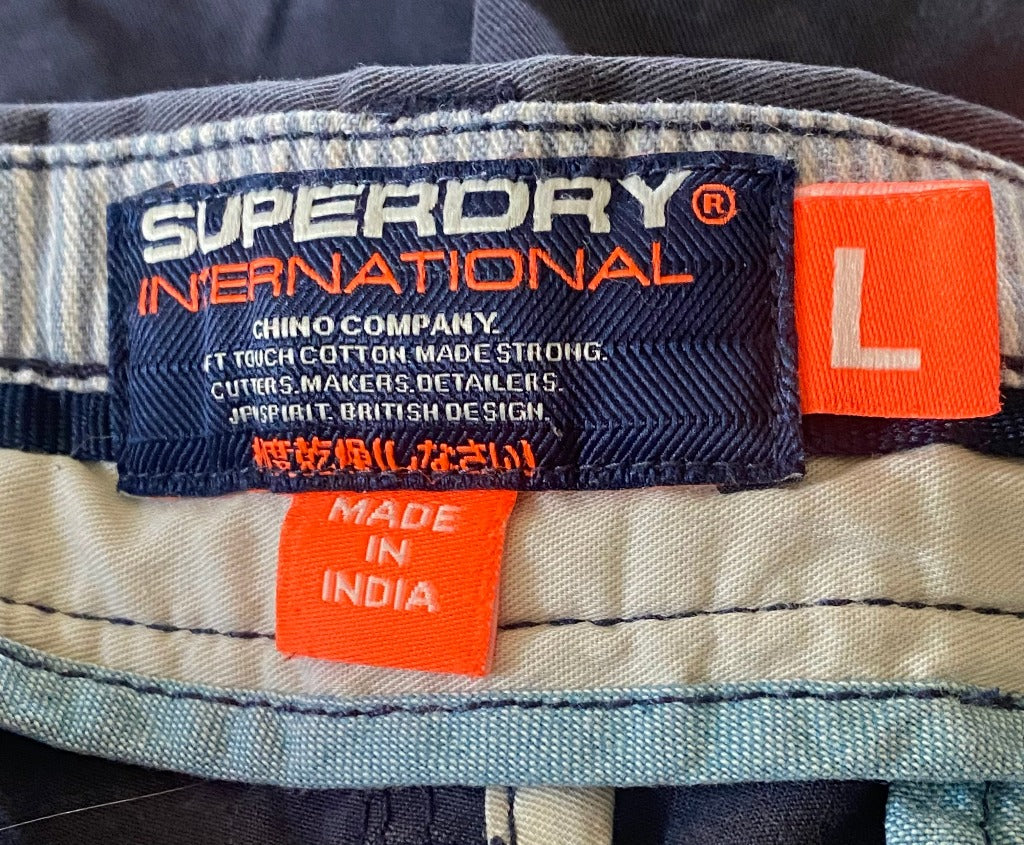 SUPERDRY®
INTERNATIONAL
CHINO COMPANY.
FT TOUCH COTTON. MADE STRONG.
CUTTERS. MAKERS. DETAILERS.
JPN SPIRIT. BRITISH DESIGN.
極度乾燥(しなさい)
L
MADE
IN
INDIA